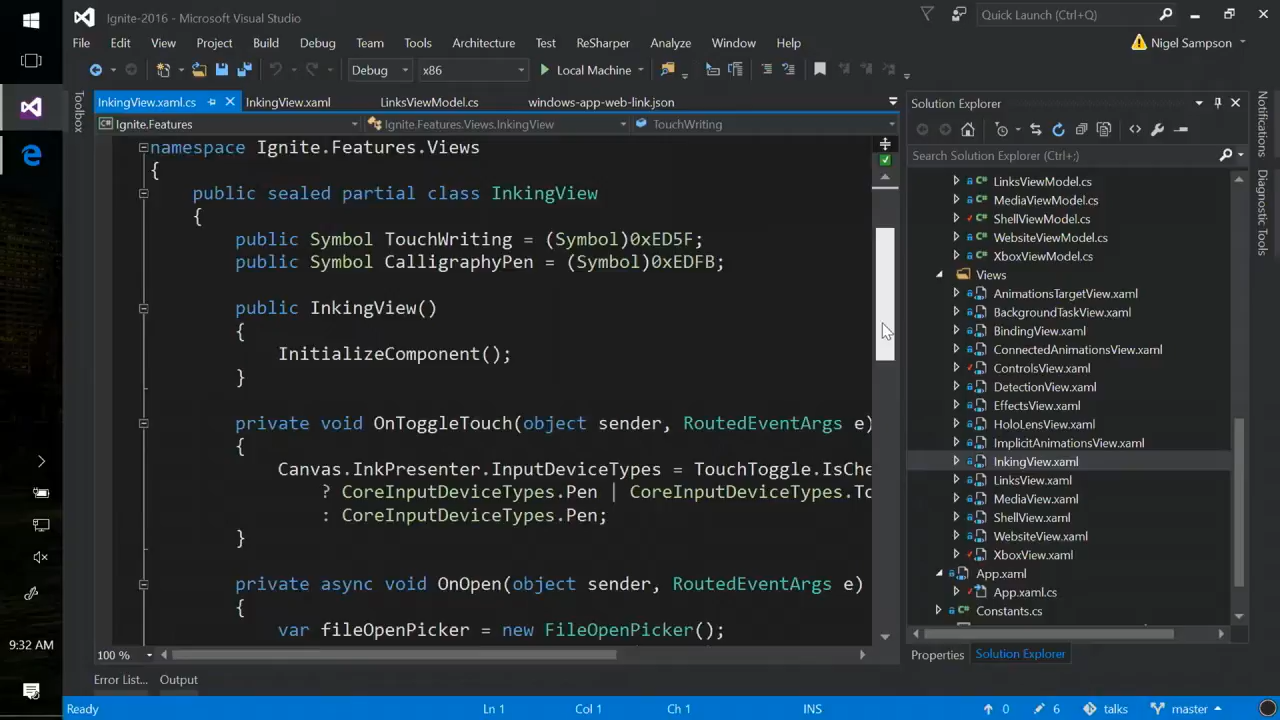 Ignite-2016 - Microsoft Visual Studio
Quick Launch (Ctrl+Q)
File Edit View Project Build Debug Team Tools Architecture Test ReSharper Analyze Window Help
Nigel Sampson
Debug x86 Local Machine
InkingView.xaml.cs InkingView.xaml LinksViewModel.cs windows-app-web-link.json
Ignite.Features Ignite.Features.Views.InkingView TouchWriting
Toolbox
namespace Ignite.Features.Views
{
public sealed partial class InkingView
{
public Symbol TouchWriting = (Symbol)0xED5F;
public Symbol CalligraphyPen = (Symbol)0xEDFB;
public InkingView()
{
InitializeComponent();
}
private void OnToggleTouch(object sender, RoutedEventArgs e)
{
Canvas.InkPresenter.InputDeviceTypes = TouchToggle.IsChe
? CoreInputDeviceTypes.Pen | CoreInputDeviceTypes.To
: CoreInputDeviceTypes.Pen;
}
private async void OnOpen(object sender, RoutedEventArgs e)
{
var fileOpenPicker = new FileOpenPicker();
100 %
Error List... Output
Solution Explorer
Search Solution Explorer (Ctrl+;)
LinksViewModel.cs
MediaViewModel.cs
ShellViewModel.cs
WebsiteViewModel.cs
XboxViewModel.cs
Views
AnimationsTargetView.xaml
BackgroundTaskView.xaml
BindingView.xaml
ConnectedAnimationsView.xaml
ControlsView.xaml
DetectionView.xaml
EffectsView.xaml
HoloLensView.xaml
ImplicitAnimationsView.xaml
InkingView.xaml
LinksView.xaml
MediaView.xaml
ShellView.xaml
WebsiteView.xaml
XboxView.xaml
App.xaml
App.xaml.cs
Constants.cs
Properties Solution Explorer
Notifications
Diagnostic Tools
9:32 AM
Ready Ln 1 Col 1 Ch 1 INS 0 6 talks master